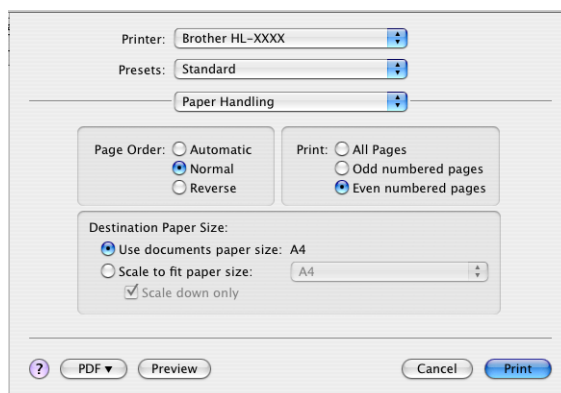 Printer: Brother HL-XXXX
Presets: Standard
Paper Handling
Page Order: Automatic
Normal
Reverse
Print: All Pages
Odd numbered pages
Even numbered pages
Destination Paper Size:
Use documents paper size: A4
Scale to fit paper size: A4
Scale down only
? PDF ▼ Preview Cancel Print